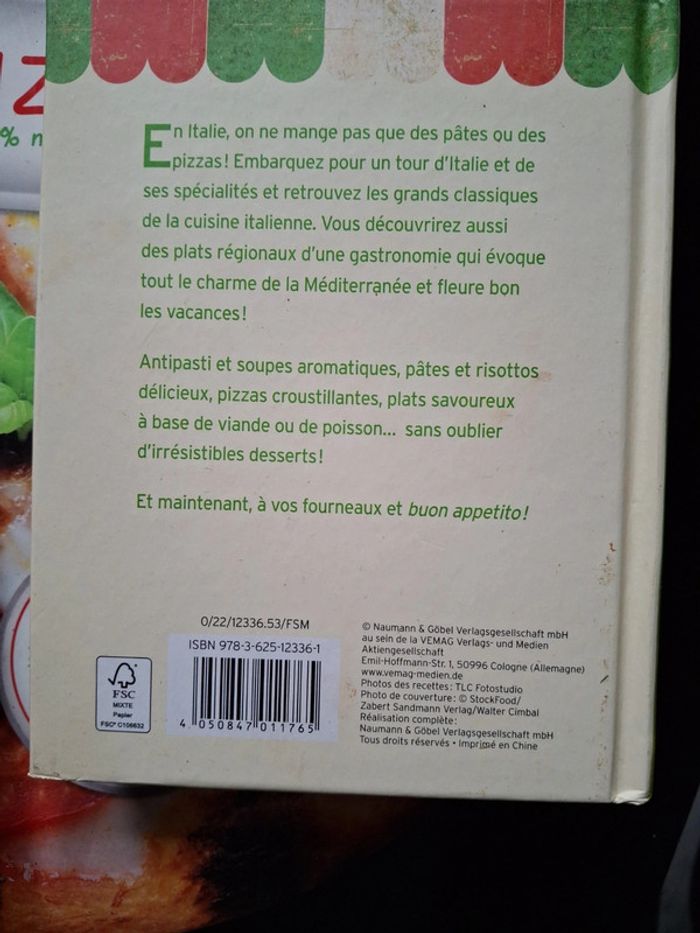 % n
En Italie, on ne mange pas que des pâtes ou des
pizzas! Embarquez pour un tour d'Italie et de
ses spécialités et retrouvez les grands classiques
de la cuisine italienne. Vous découvrirez aussi
des plats régionaux d'une gastronomie qui évoque
tout le charme de la Méditerranée et fleure bon
les vacances!
Antipasti et soupes aromatiques, pâtes et risottos
délicieux, pizzas croustillantes, plats savoureux
à base de viande ou de poisson... sans oublier
d'irrésistibles desserts!
Et maintenant, à vos fourneaux et buon appetito!
0/22/12336.53/FSM
ISBN 978-3-625-12336-1
4 050847 011765
FSC
MIXTE
Papier
FSC® C106632
© Naumann & Göbel Verlagsgesellschaft mbH
au sein de la VEMAG Verlags- und Medien
Aktiengesellschaft
Emil-Hoffmann-Str. 1, 50996 Cologne (Allemagne)
www.vemag-medien.de
Photos des recettes: TLC Fotostudio
Photo de couverture: © StockFood/
Zabert Sandmann Verlag/Walter Cimbal
Réalisation complète:
Naumann & Göbel Verlagsgesellschaft mbH
Tous droits réservés • Imprimé en Chine